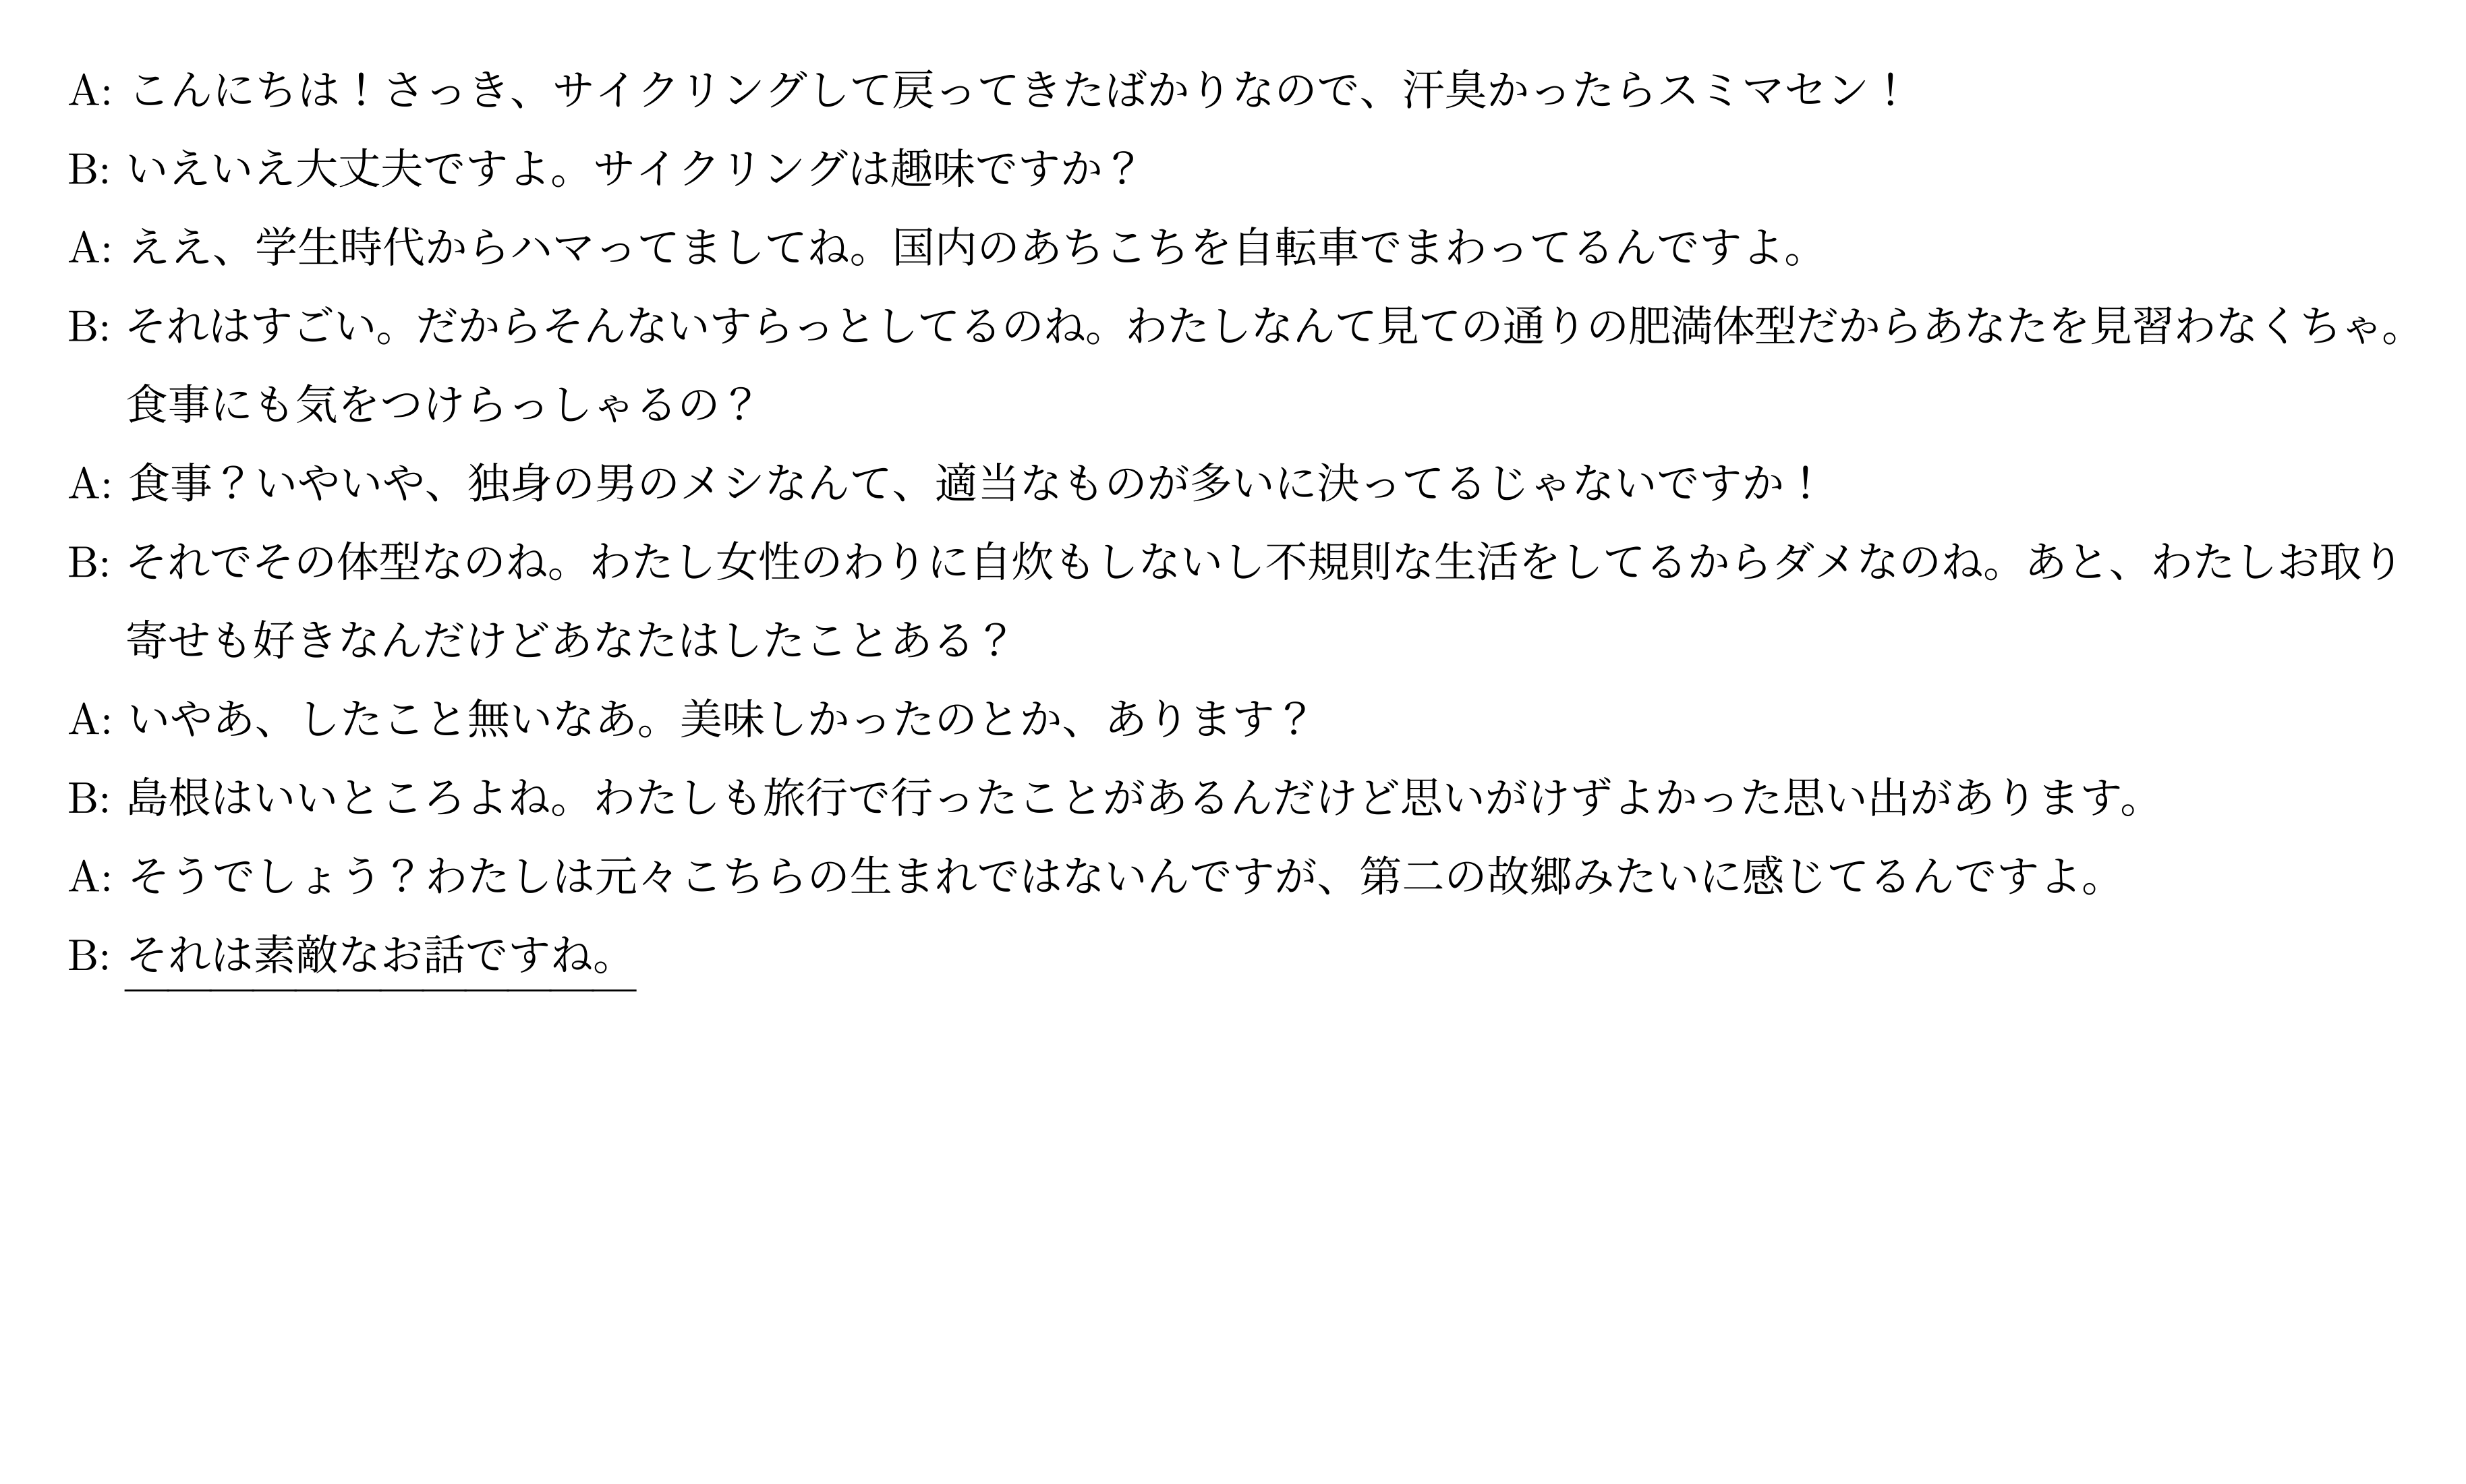 A: こんにちは！さっき、サイクリングして戻ってきたばかりなので、汗臭かったらスミマセン！
B: いえいえ大丈夫ですよ。サイクリングは趣味ですか？
A: ええ、学生時代からハマってましてね。国内のあちこちを自転車でまわってるんですよ。
B: それはすごい。だからそんないすらっとしてるのね。わたしなんて見ての通りの肥満体型だからあなたを見習わなくちゃ。
食事にも気をつけらっしゃるの？
A: 食事？いやいや、独身の男のメシなんて、適当なものが多いに決ってるじゃないですか！
B: それでその体型なのね。わたし女性のわりに自炊もしないし不規則な生活をしてるからダメなのね。あと、わたしお取り
寄せも好きなんだけどあなたはしたことある？
A: いやあ、したこと無いなあ。美味しかったのとか、あります？
B: 島根はいいところよね。わたしも旅行で行ったことがあるんだけど思いがけずよかった思い出があります。
A: そうでしょう？わたしは元々こちらの生まれではないんですが、第二の故郷みたいに感じてるんですよ。
B: それは素敵なお話ですね。